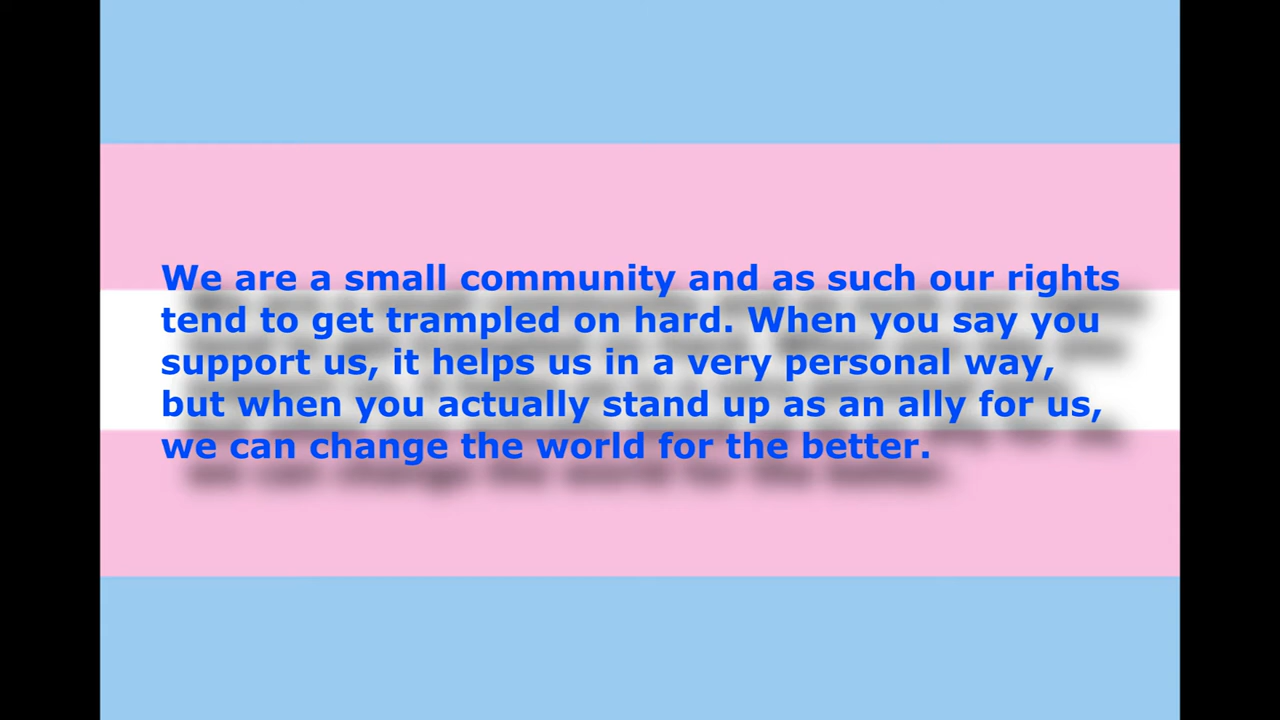 We are a small community and as such our rights
tend to get trampled on hard. When you say you
support us, it helps us in a very personal way,
but when you actually stand up as an ally for us,
we can change the world for the better.